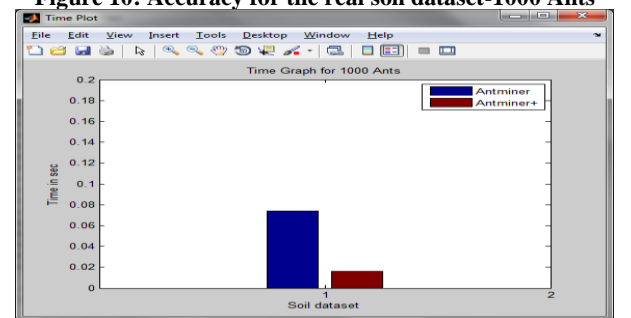 Figure 10: Accuracy for the real soil dataset-1000 Ants
Time Plot
File Edit View Insert Tools Desktop Window Help
Time Graph for 1000 Ants
Antminer
Antminer+
0.2
0.18
0.16
0.14
0.12
0.1
0.08
0.06
0.04
0.02
0
Time in sec
1
2
Soil dataset